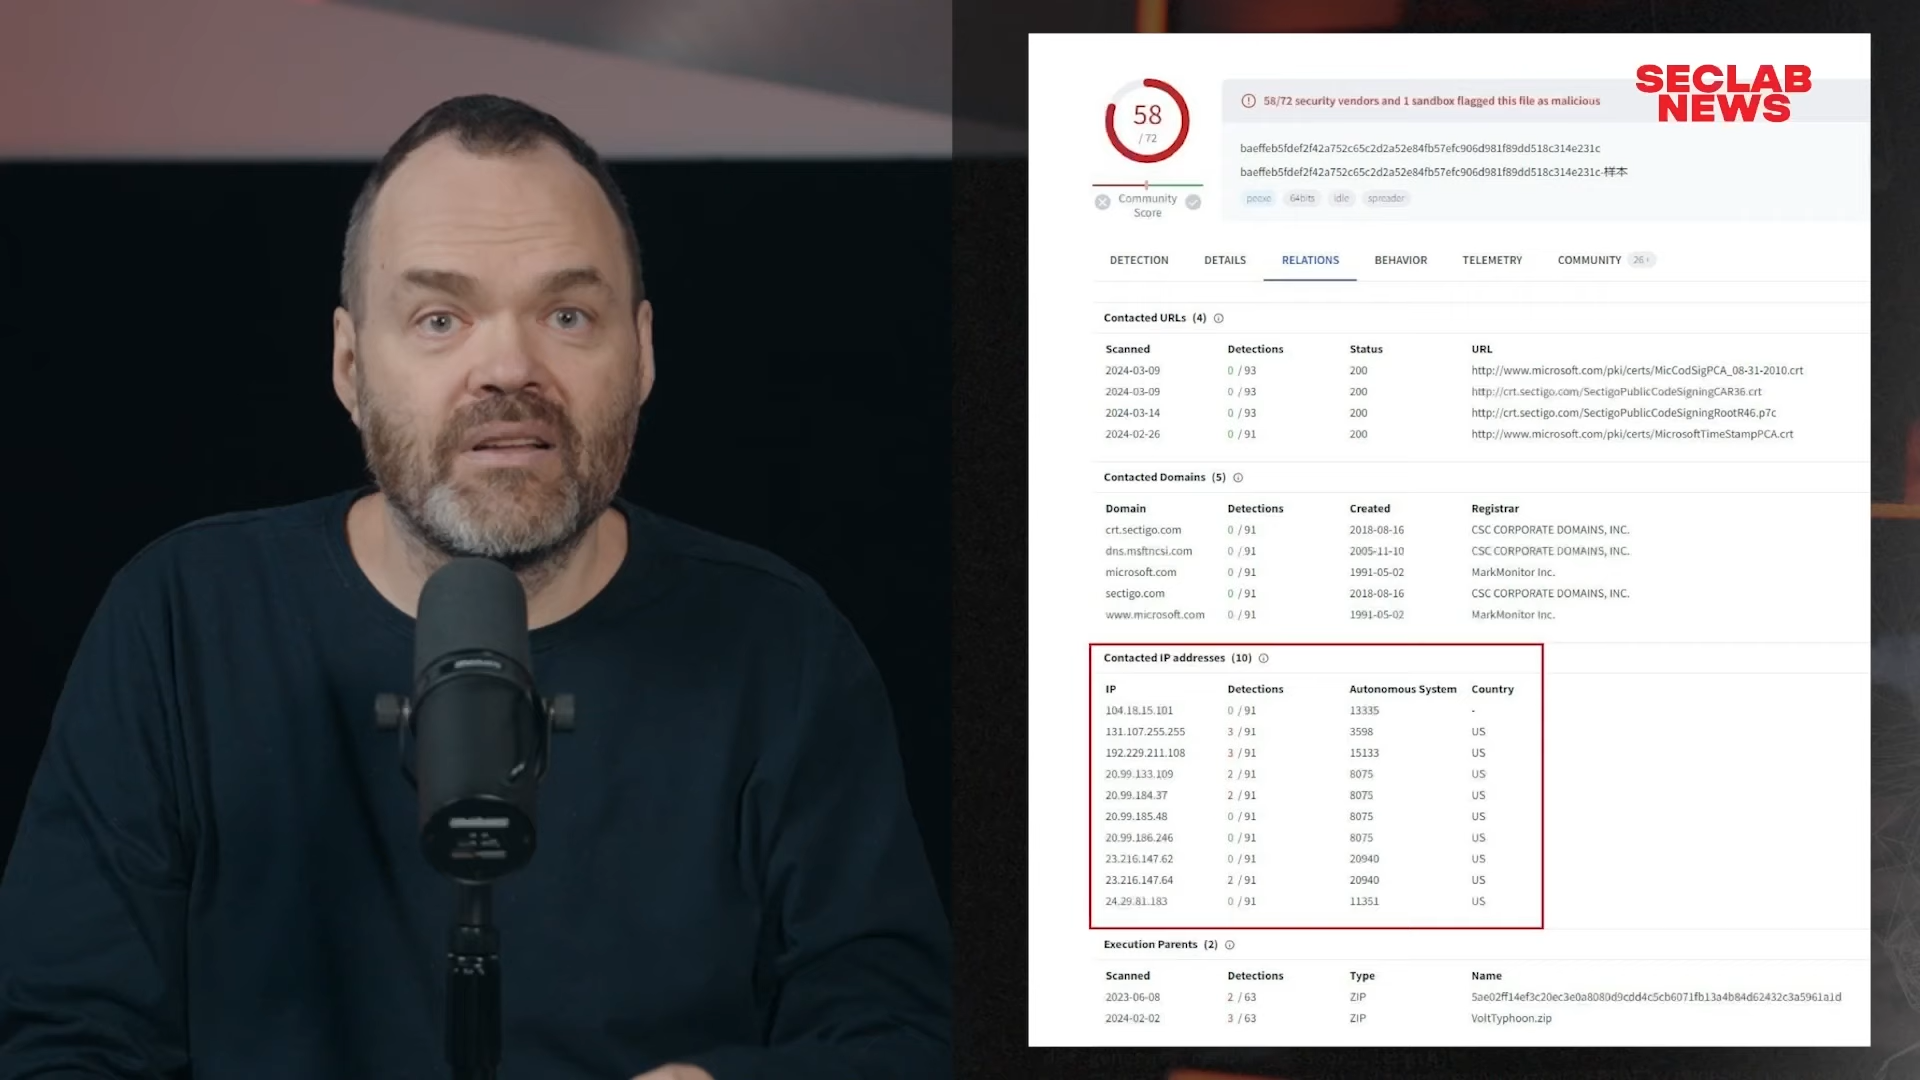 SECLAB
NEWS
58
/ 72
58/72 security vendors and 1 sandbox flagged this file as malicious
baeffeb5fdef2f42a752c65c2d2a52e84fb57efc906d981f89dd518c314e231c
baeffeb5fdef2f42a752c65c2d2a52e84fb57efc906d981f89dd518c314e231c-样本
peexe 64bits idle spreader
Community
Score
DETECTION DETAILS RELATIONS BEHAVIOR TELEMETRY COMMUNITY 26+
Contacted URLs (4)
Scanned Detections Status URL
2024-03-09 0 / 93 200 http://www.microsoft.com/pki/certs/MicCodSigPCA_08-31-2010.crt
2024-03-09 0 / 93 200 http://crt.sectigo.com/SectigoPublicCodeSigningCAR36.crt
2024-03-14 0 / 93 200 http://crt.sectigo.com/SectigoPublicCodeSigningRootR46.p7c
2024-02-26 0 / 91 200 http://www.microsoft.com/pki/certs/MicrosoftTimeStampPCA.crt
Contacted Domains (5)
Domain Detections Created Registrar
crt.sectigo.com 0 / 91 2018-08-16 CSC CORPORATE DOMAINS, INC.
dns.msftncsi.com 0 / 91 2005-11-10 CSC CORPORATE DOMAINS, INC.
microsoft.com 0 / 91 1991-05-02 MarkMonitor Inc.
sectigo.com 0 / 91 2018-08-16 CSC CORPORATE DOMAINS, INC.
www.microsoft.com 0 / 91 1991-05-02 MarkMonitor Inc.
Contacted IP addresses (10)
IP Detections Autonomous System Country
104.18.15.101 0 / 91 13335 -
131.107.255.255 3 / 91 3598 US
192.229.211.108 3 / 91 15133 US
20.99.133.109 2 / 91 8075 US
20.99.184.37 2 / 91 8075 US
20.99.185.48 0 / 91 8075 US
20.99.186.246 0 / 91 8075 US
23.216.147.62 0 / 91 20940 US
23.216.147.64 2 / 91 20940 US
24.29.81.183 0 / 91 11351 US
Execution Parents (2)
Scanned Detections Type Name
2023-06-08 2 / 63 ZIP 5ae02ff14ef3c20ec3e0a8080d9cdd4c5cb6071fb13a4b84d62432c3a5961a1d
2024-02-02 3 / 63 ZIP VoltTyphoon.zip